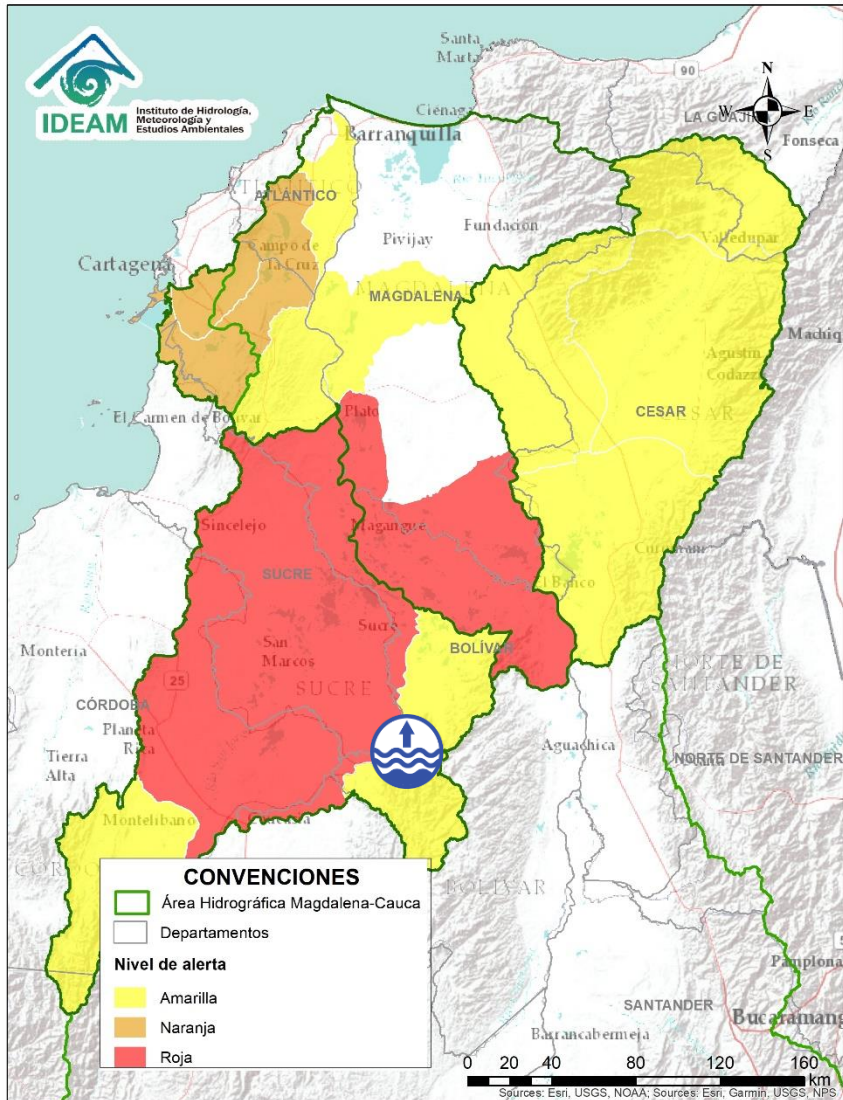 IDEAM
Instituto de Hidrología,
Meteorología y
Estudios Ambientales
Santa
Marta
90
N
W
E
S
LA GUAJIRA
Ciénaga
Barranquilla
Fonseca
ATLÁNTICO
Pivijay
Fundación
Campo de
la Cruz
Valledupar
Cartagena
MAGDALENA
MAGDALENA
Agustín
Codazzi
El Carmen de Bolívar
Plato
CESAR
CESAR
Sincelejo
Magangué
SUCRE
El Banco
Sucre
BOLÍVAR
Montería
San
Marcos
NORTE DE
SANTANDER
25
SUCRE
CÓRDOBA
Planeta
Rica
Tierra
Alta
Aguachica
NORTE DE SANTANDER
Montelíbano
BOLÍVAR
Pamplona
SANTANDER
Bucaramang
Barrancabermeja
CONVENCIONES
Área Hidrográfica Magdalena-Cauca
Departamentos
Nivel de alerta
Amarilla
Naranja
Roja
0 20 40 80 120 160
km
Sources: Esri, USGS, NOAA; Sources: Esri, Garmin, USGS, NPS